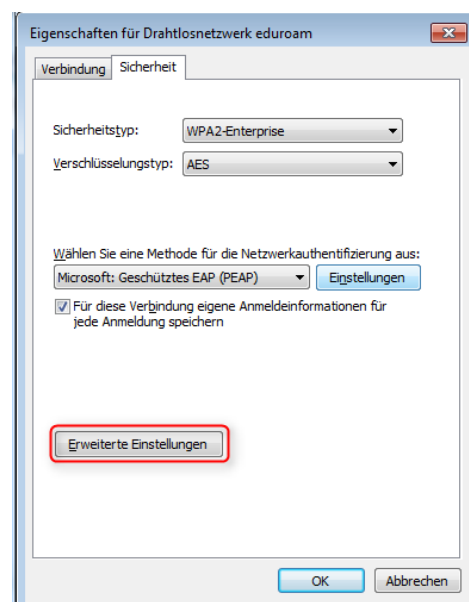 Eigenschaften für Drahtlosnetzwerk eduroam
Verbindung Sicherheit
Sicherheitstyp: WPA2-Enterprise
Verschlüsselungstyp: AES
Wählen Sie eine Methode für die Netzwerkauthentifizierung aus:
Microsoft: Geschütztes EAP (PEAP) Einstellungen
Für diese Verbindung eigene Anmeldeinformationen für
jede Anmeldung speichern
Erweiterte Einstellungen
OK Abbrechen